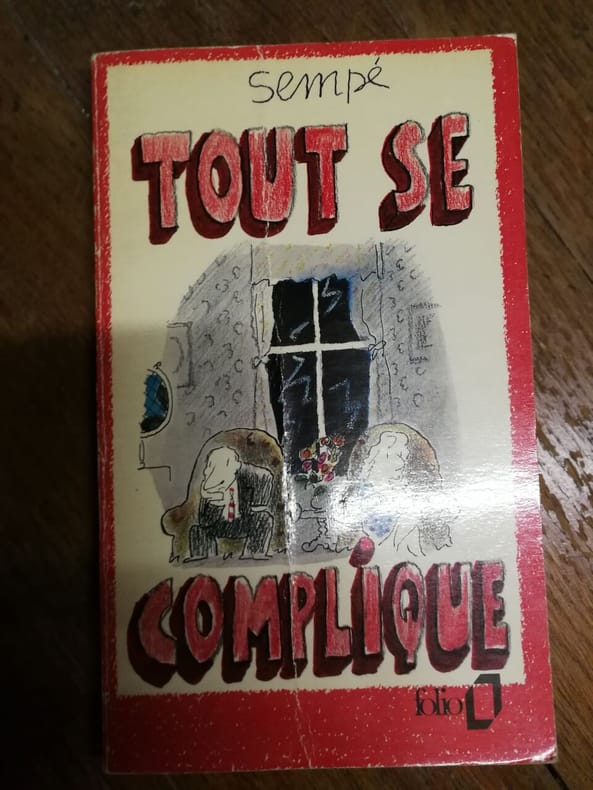 sempé
TOUT SE
COMPLIQUE
folio